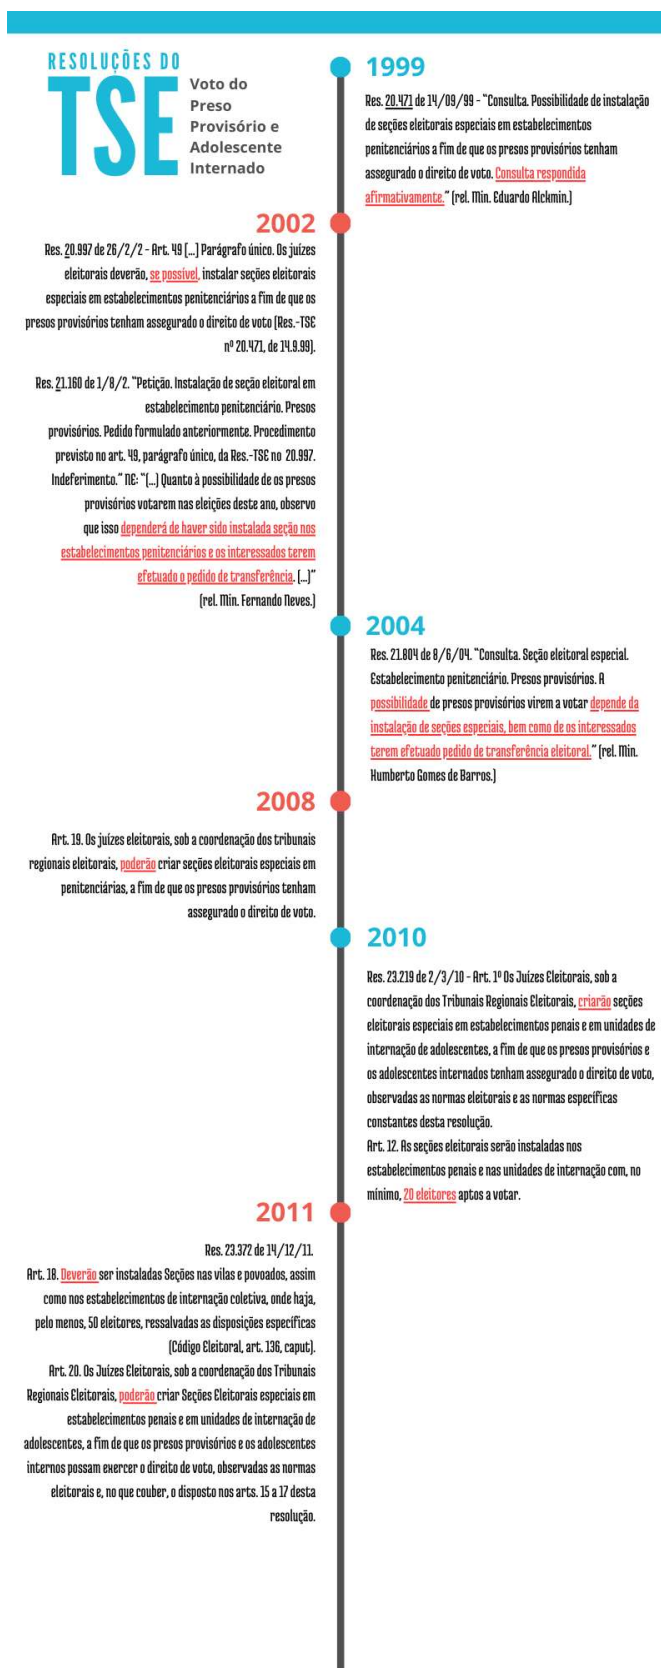 RESOLUÇÕES DO
TSE
Voto do
Preso
Provisório e
Adolescente
Internado
1999
Res. 20.471 de 14/09/99 - "Consulta. Possibilidade de instalação
de seções eleitorais especiais em estabelecimentos
penitenciários a fim de que os presos provisórios tenham
assegurado o direito de voto. Consulta respondida
afirmativamente." (rel. Min. Eduardo Alckmin.)
2002
Res. 20.997 de 26/2/2 - Art. 49 [...] Parágrafo único. Os juízes
eleitorais deverão, se possível, instalar seções eleitorais
especiais em estabelecimentos penitenciários a fim de que os
presos provisórios tenham assegurado o direito de voto (Res.-TSE
nº 20.471, de 14.9.99).
Res. 21.160 de 1/8/2. "Petição. Instalação de seção eleitoral em
estabelecimento penitenciário. Presos
provisórios. Pedido formulado anteriormente. Procedimento
previsto no art. 49, parágrafo único, da Res.-TSE no 20.997.
Indeferimento." NE: "(...) Quanto à possibilidade de os presos
provisórios votarem nas eleições deste ano, observo
que isso dependerá de haver sido instalada seção nos
estabelecimentos penitenciários e os interessados terem
efetuado o pedido de transferência. (...)"
(rel. Min. Fernando Neves.)
2004
Res. 21.804 de 8/6/04. "Consulta. Seção eleitoral especial.
Estabelecimento penitenciário. Presos provisórios. A
possibilidade de presos provisórios virem a votar depende da
instalação de seções especiais, bem como de os interessados
terem efetuado pedido de transferência eleitoral." (rel. Min.
Humberto Gomes de Barros.)
2008
Art. 19. Os juízes eleitorais, sob a coordenação dos tribunais
regionais eleitorais, poderão criar seções eleitorais especiais em
penitenciárias, a fim de que os presos provisórios tenham
assegurado o direito de voto.
2010
Res. 23.219 de 2/3/10 - Art. 1º Os Juízes Eleitorais, sob a
coordenação dos Tribunais Regionais Eleitorais, criarão seções
eleitorais especiais em estabelecimentos penais e em unidades de
internação de adolescentes, a fim de que os presos provisórios e
os adolescentes internados tenham assegurado o direito de voto,
observadas as normas eleitorais e as normas específicas
constantes desta resolução.
Art. 12. As seções eleitorais serão instaladas nos
estabelecimentos penais e nas unidades de internação com, no
mínimo, 20 eleitores aptos a votar.
2011
Res. 23.372 de 14/12/11.
Art. 18. Deverão ser instaladas Seções nas vilas e povoados, assim
como nos estabelecimentos de internação coletiva, onde haja,
pelo menos, 50 eleitores, ressalvadas as disposições específicas
(Código Eleitoral, art. 136, caput).
Art. 20. Os Juízes Eleitorais, sob a coordenação dos Tribunais
Regionais Eleitorais, poderão criar Seções Eleitorais especiais em
estabelecimentos penais e em unidades de internação de
adolescentes, a fim de que os presos provisórios e os adolescentes
internos possam exercer o direito de voto, observadas as normas
eleitorais e, no que couber, o disposto nos arts. 15 a 17 desta
resolução.